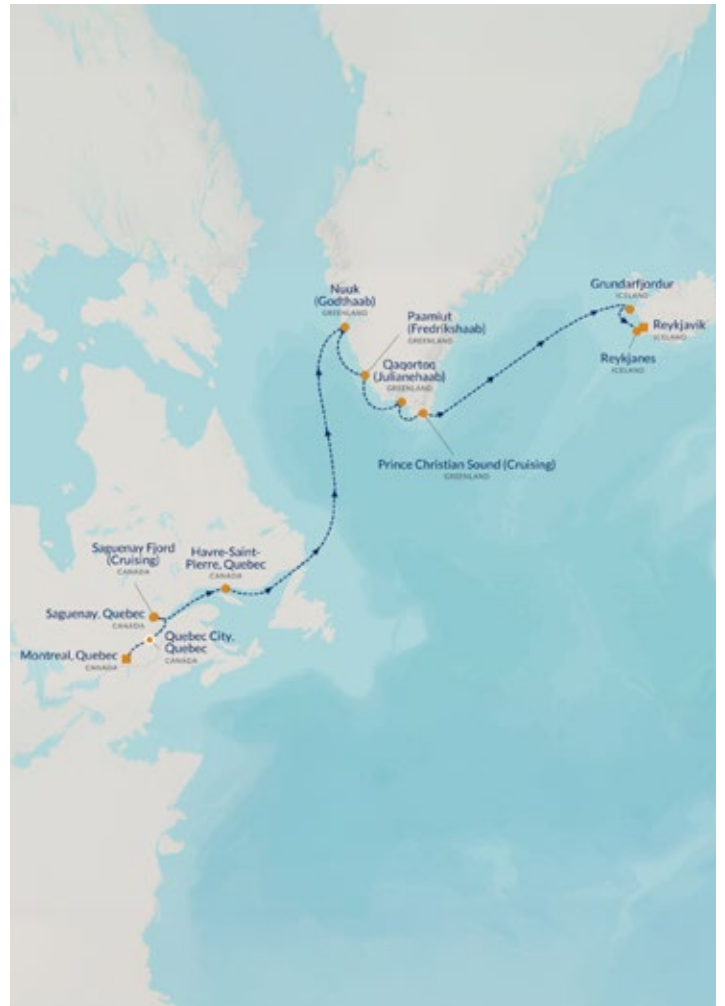 Nuuk
(Godthaab)
GREENLAND
Paamiut
(Fredrikshaab)
GREENLAND
Qaqortoq
(Julianehaab)
GREENLAND
Prince Christian Sound (Cruising)
GREENLAND
Grundarfjordur
ICELAND
Reykjavik
ICELAND
Reykjanes
ICELAND
Saguenay Fjord
(Cruising)
CANADA
Havre-Saint-
Pierre, Quebec
CANADA
Saguenay, Quebec
CANADA
Quebec City,
Quebec
CANADA
Montreal, Quebec
CANADA